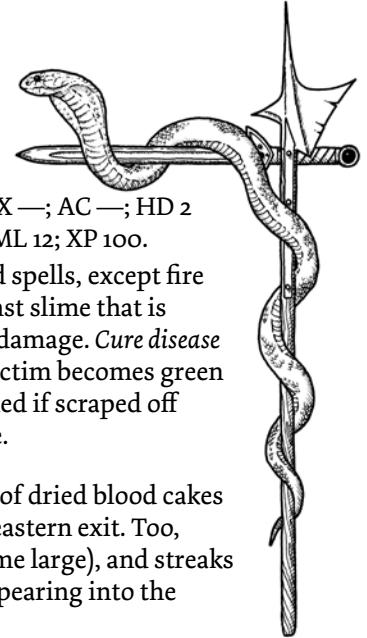 X —; AC —; HD 2
ML 12; XP 100.
d spells, except fire
nst slime that is
damage. Cure disease
ctim becomes green
ed if scraped off
e.
of dried blood cakes
eastern exit. Too,
me large), and streaks
pearing into the